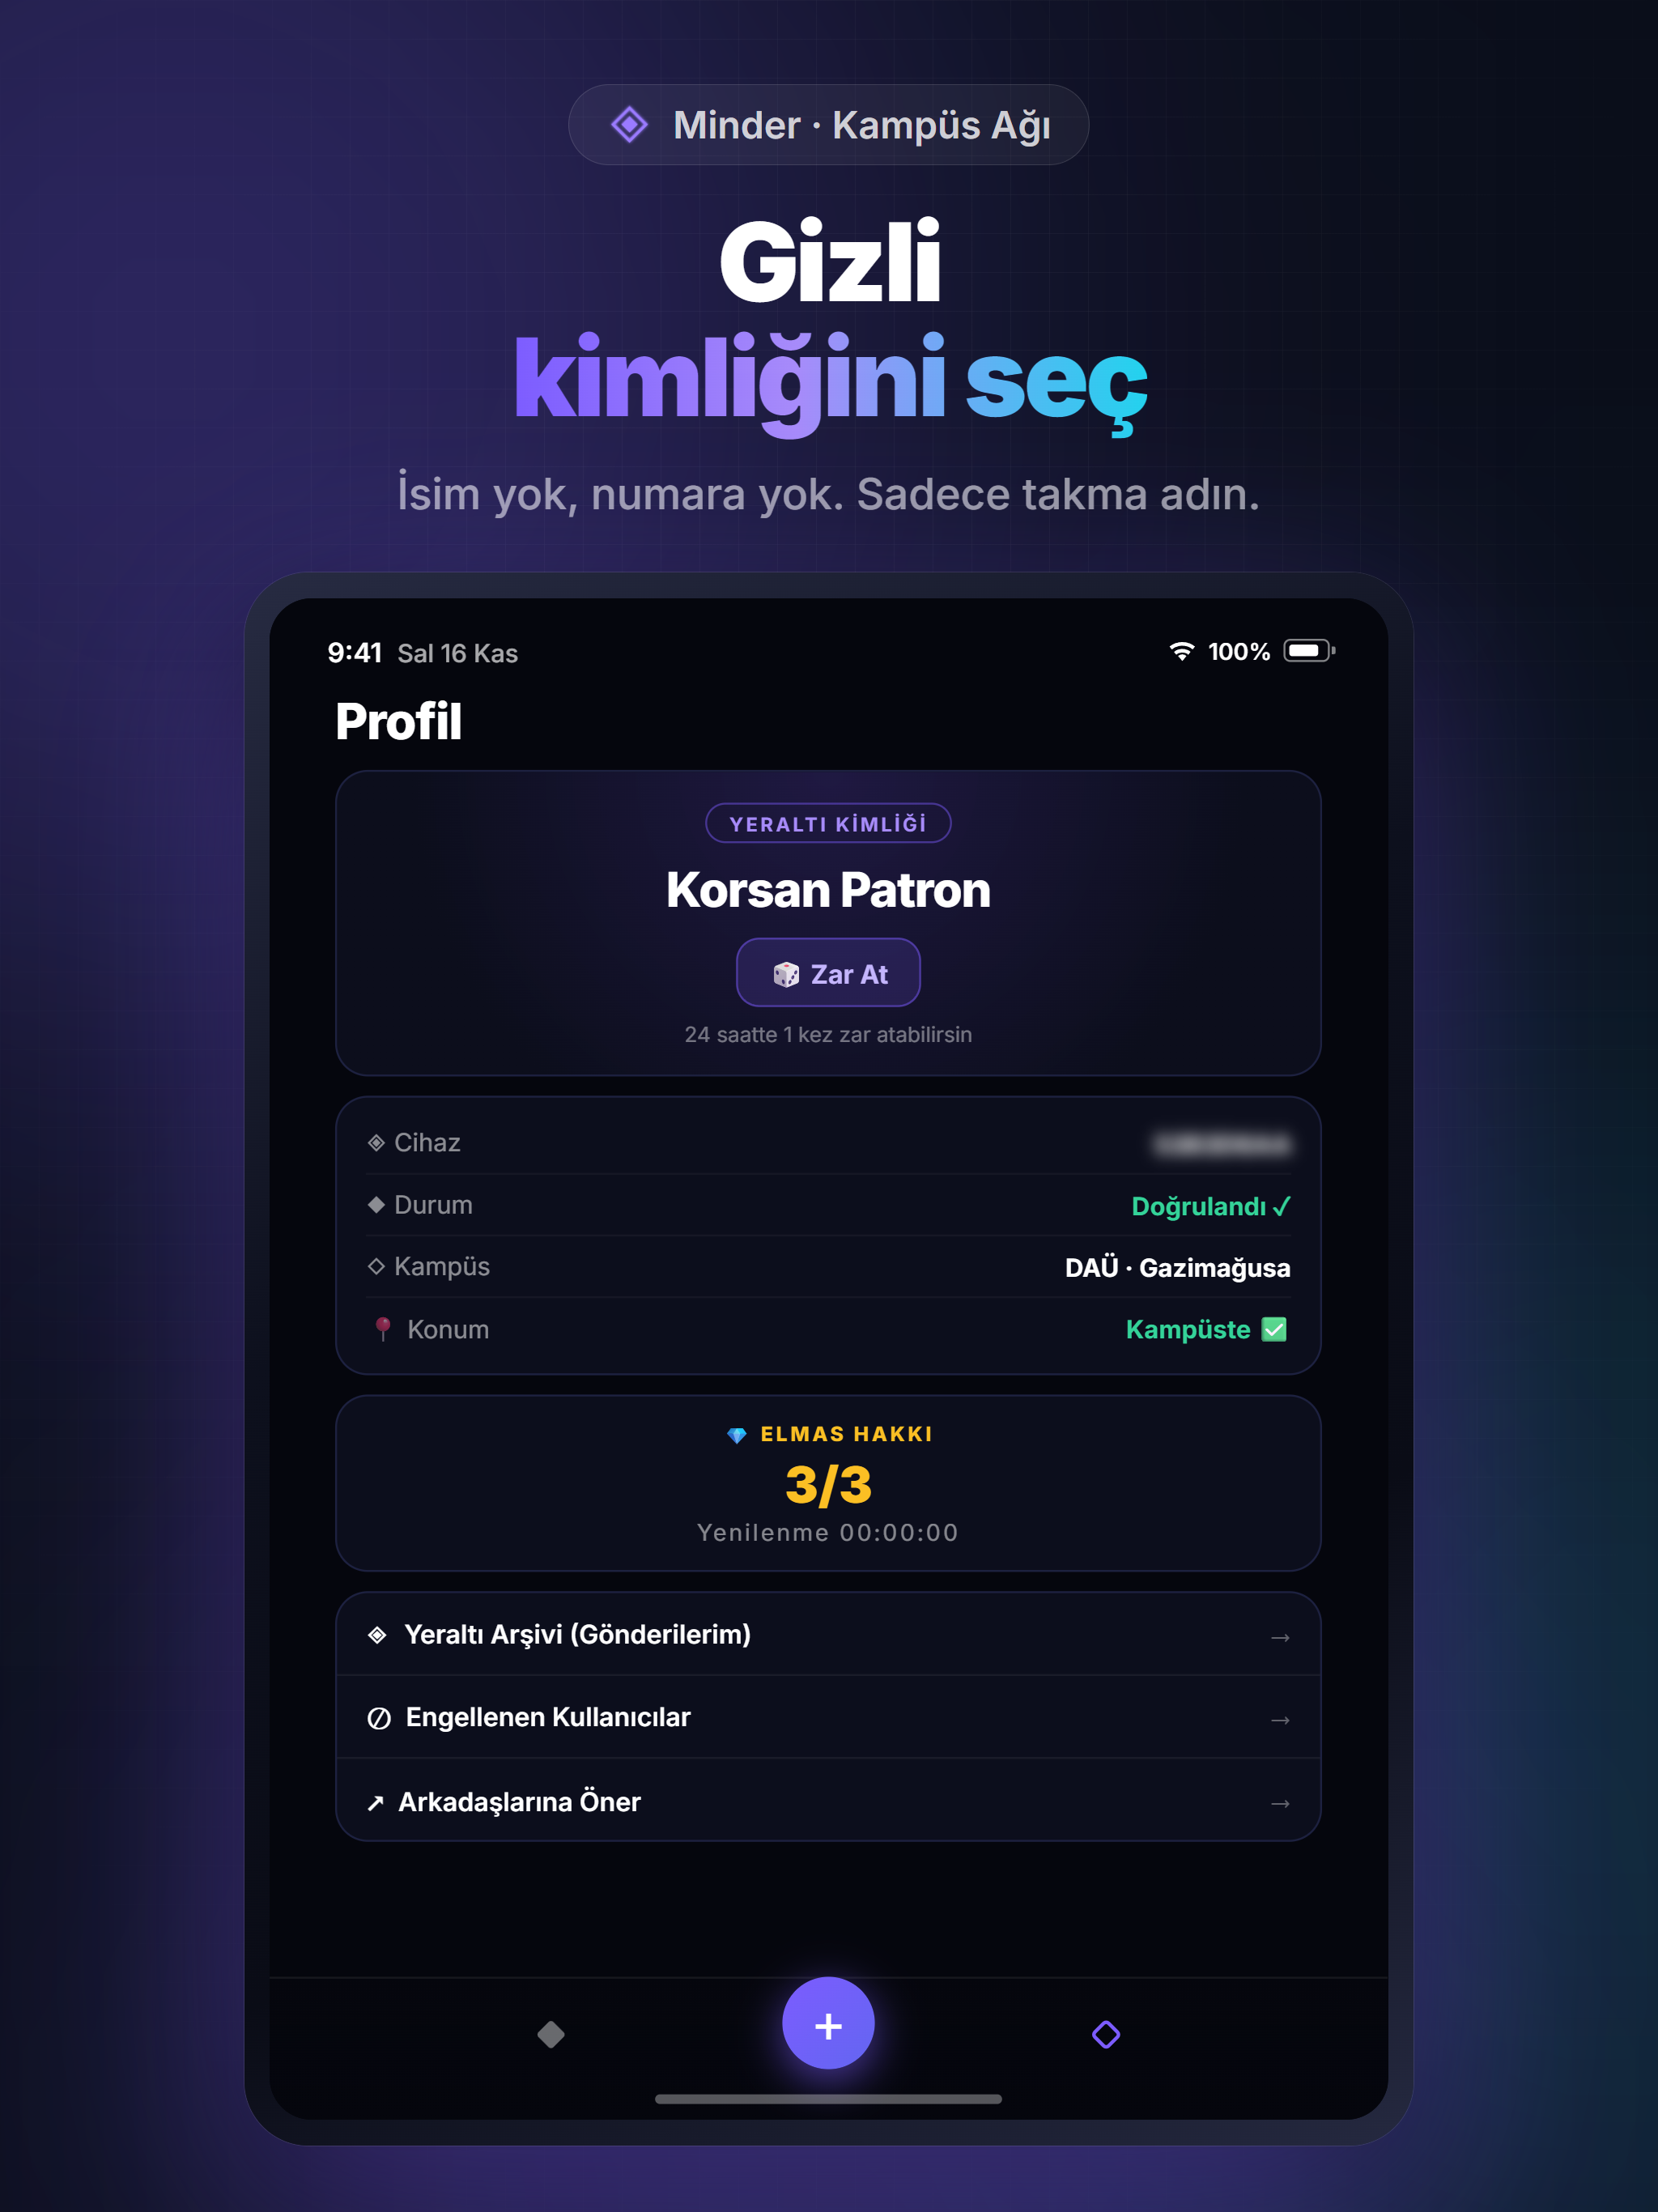 Minder · Kampüs Ağı
Gizli
kimliğini seç
İsim yok, numara yok. Sadece takma adın.
9:41 Sal 16 Kas
100%
Profil
YERALTI KİMLİĞİ
Korsan Patron
Zar At
24 saatte 1 kez zar atabilirsin
Cihaz
Durum Doğrulandı ✓
Kampüs DAÜ · Gazimağusa
Konum Kampüste ✅
ELMAS HAKKI
3/3
Yenilenme 00:00:00
Yeraltı Arşivi (Gönderilerim) →
Engellenen Kullanıcılar →
Arkadaşlarına Öner →
+